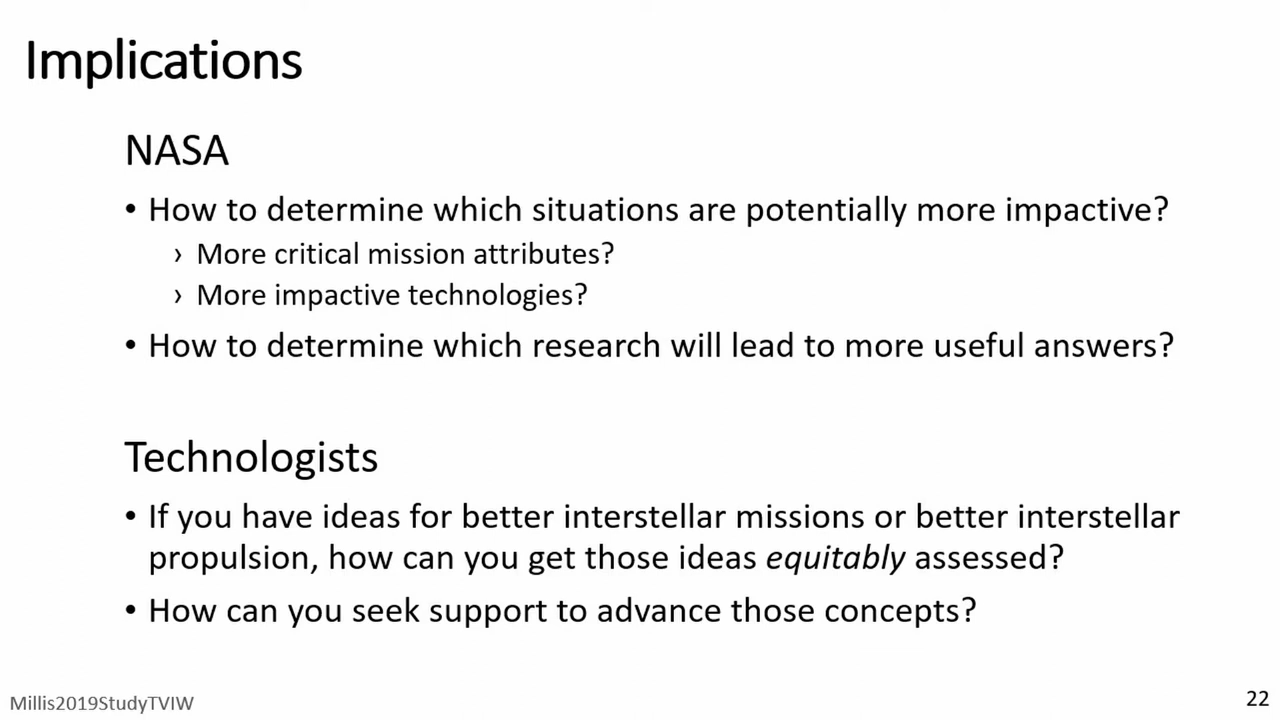 Implications
NASA
• How to determine which situations are potentially more impactive?
› More critical mission attributes?
› More impactive technologies?
• How to determine which research will lead to more useful answers?
Technologists
• If you have ideas for better interstellar missions or better interstellar
propulsion, how can you get those ideas equitably assessed?
• How can you seek support to advance those concepts?
Millis2019StudyTVIW
22